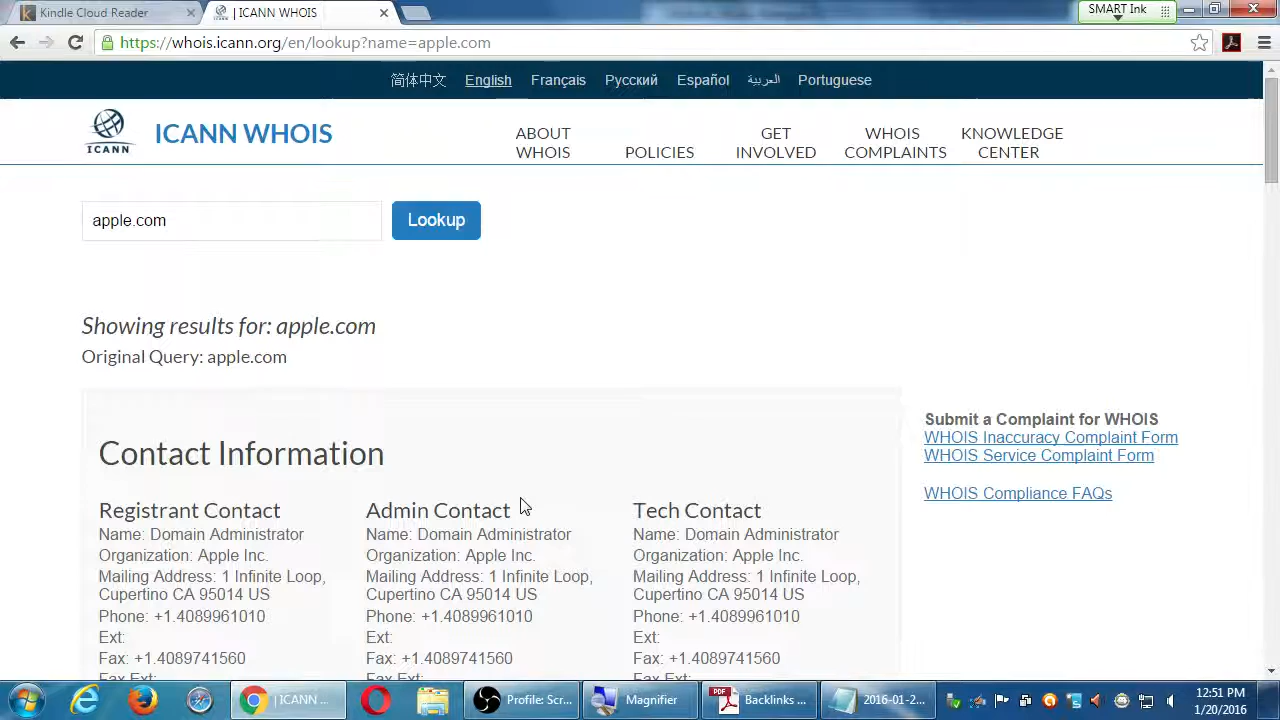 Kindle Cloud Reader
| ICANN WHOIS
SMART Ink
https://whois.icann.org/en/lookup?name=apple.com
简体中文 English Français Русский Español العربية Portuguese
ICANN
ICANN WHOIS
ABOUT
WHOIS
POLICIES
GET
INVOLVED
WHOIS
COMPLAINTS
KNOWLEDGE
CENTER
apple.com
Lookup
Showing results for: apple.com
Original Query: apple.com
Contact Information
Registrant Contact
Name: Domain Administrator
Organization: Apple Inc.
Mailing Address: 1 Infinite Loop,
Cupertino CA 95014 US
Phone: +1.4089961010
Ext:
Fax: +1.4089741560
Fax Ext:
Admin Contact
Name: Domain Administrator
Organization: Apple Inc.
Mailing Address: 1 Infinite Loop,
Cupertino CA 95014 US
Phone: +1.4089961010
Ext:
Fax: +1.4089741560
Fax Ext:
Tech Contact
Name: Domain Administrator
Organization: Apple Inc.
Mailing Address: 1 Infinite Loop,
Cupertino CA 95014 US
Phone: +1.4089961010
Ext:
Fax: +1.4089741560
Fax Ext:
Submit a Complaint for WHOIS
WHOIS Inaccuracy Complaint Form
WHOIS Service Complaint Form
WHOIS Compliance FAQs
| ICANN ...
Profile: Scr...
Magnifier
PDF
Backlinks ...
2016-01-2...
12:51 PM
1/20/2016